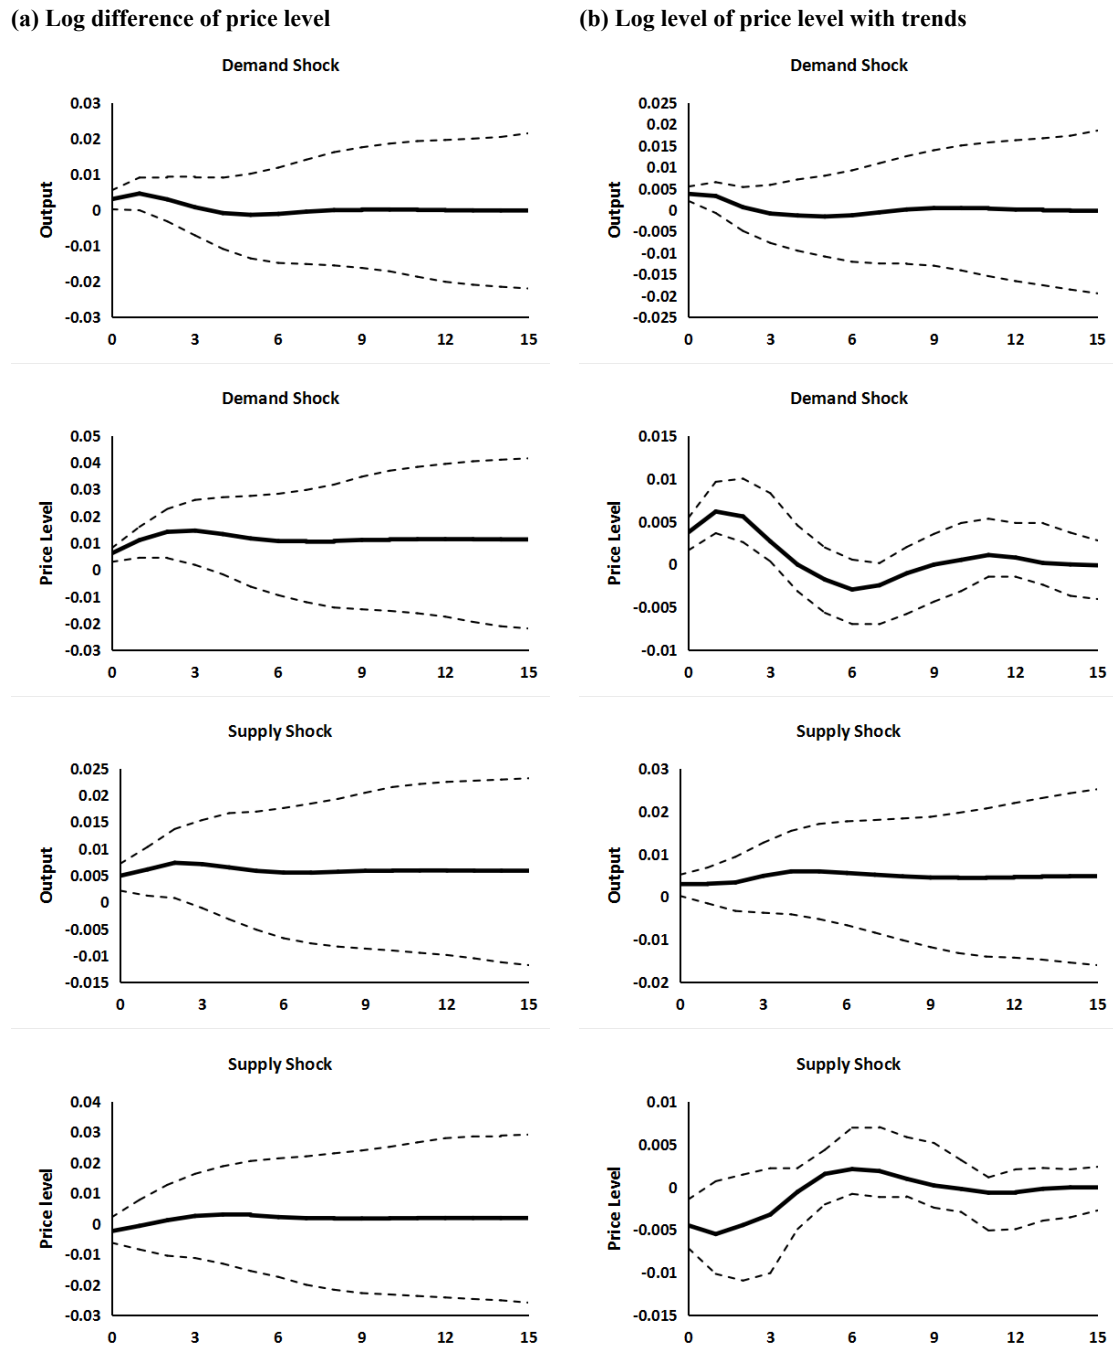 (a) Log difference of price level
(b) Log level of price level with trends
Demand Shock
0.03
0.02
0.01
0
-0.01
-0.02
-0.03
Output
0 3 6 9 12 15
Demand Shock
0.025
0.02
0.015
0.01
0.005
0
-0.005
-0.01
-0.015
-0.02
-0.025
Output
0 3 6 9 12 15
Demand Shock
0.05
0.04
0.03
0.02
0.01
0
-0.01
-0.02
-0.03
Price Level
0 3 6 9 12 15
Demand Shock
0.015
0.01
0.005
0
-0.005
-0.01
Price Level
0 3 6 9 12 15
Supply Shock
0.025
0.02
0.015
0.01
0.005
0
-0.005
-0.01
-0.015
Output
0 3 6 9 12 15
Supply Shock
0.03
0.02
0.01
0
-0.01
-0.02
Output
0 3 6 9 12 15
Supply Shock
0.04
0.03
0.02
0.01
0
-0.01
-0.02
-0.03
Price level
0 3 6 9 12 15
Supply Shock
0.01
0.005
0
-0.005
-0.01
-0.015
Price Level
0 3 6 9 12 15